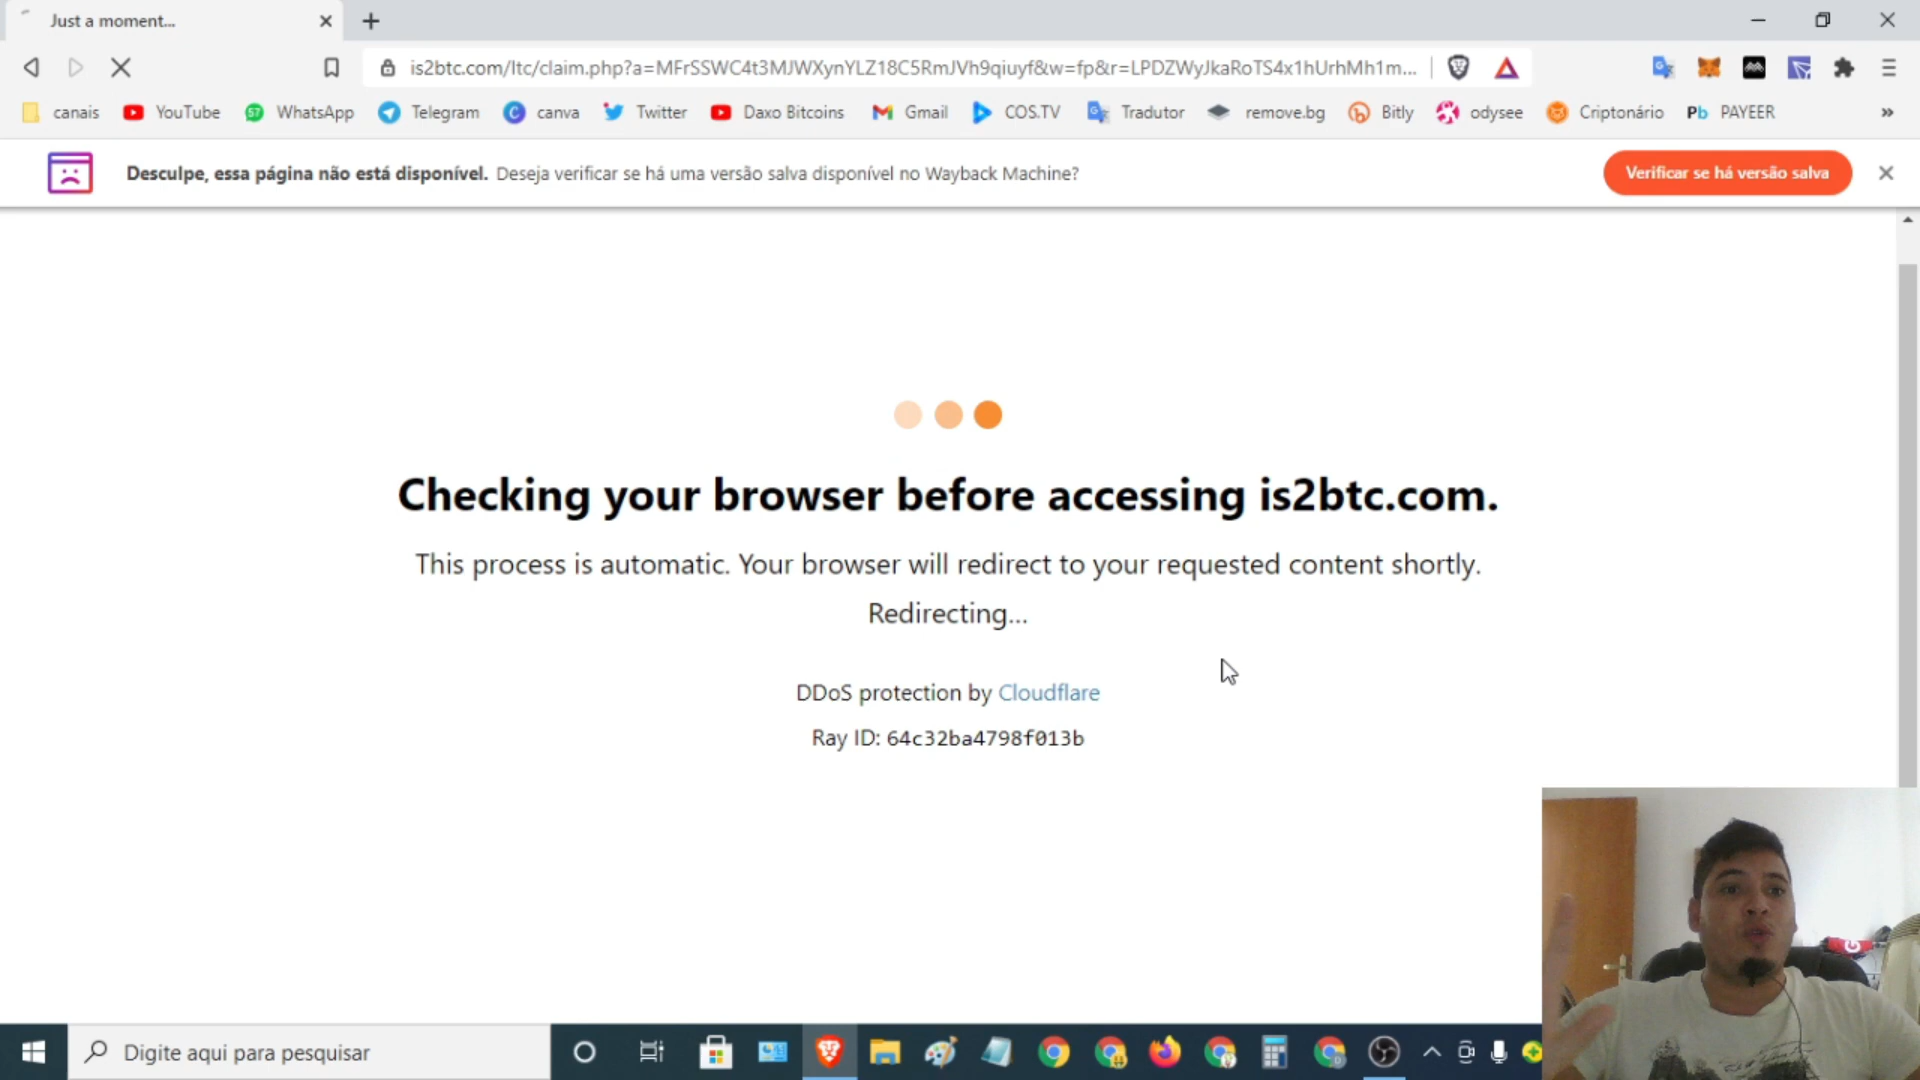 Just a moment...
is2btc.com/ltc/claim.php?a=MFrSSWC4t3MJWXynYLZ18C5RmJVh9qiuyf&w=fp&r=LPDZWyJkaRoTS4x1hUrhMh1m...
canais YouTube WhatsApp Telegram canva Twitter Daxo Bitcoins Gmail COS.TV Tradutor remove.bg Bitly odysee Criptonário Pb PAYEER »
Desculpe, essa página não está disponível. Deseja verificar se há uma versão salva disponível no Wayback Machine? Verificar se há versão salva
Checking your browser before accessing is2btc.com.
This process is automatic. Your browser will redirect to your requested content shortly.
Redirecting...
DDoS protection by Cloudflare
Ray ID: 64c32ba4798f013b
Digite aqui para pesquisar